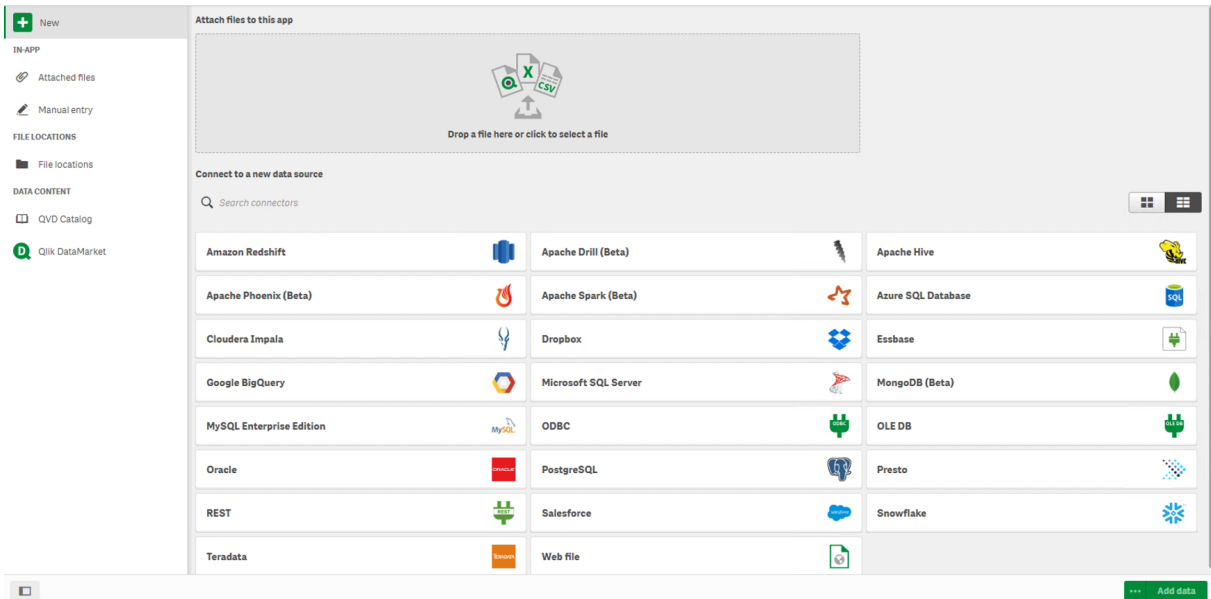 New
IN-APP
Attached files
Manual entry
FILE LOCATIONS
File locations
DATA CONTENT
QVD Catalog
D Qlik DataMarket
Attach files to this app
X
CSV
Drop a file here or click to select a file
Connect to a new data source
Search connectors
Amazon Redshift
Apache Drill (Beta)
Apache Hive
HIVE
Apache Phoenix (Beta)
Apache Spark (Beta)
Azure SQL Database
SQL
Cloudera Impala
Dropbox
Essbase
Google BigQuery
Microsoft SQL Server
MongoDB (Beta)
MySQL Enterprise Edition
MySQL
ODBC
ODBC
OLE DB
OLE DB
Oracle
ORACLE
PostgreSQL
Presto
REST
REST
Salesforce
salesforce
Snowflake
Teradata
TERADATA
Web file
Add data